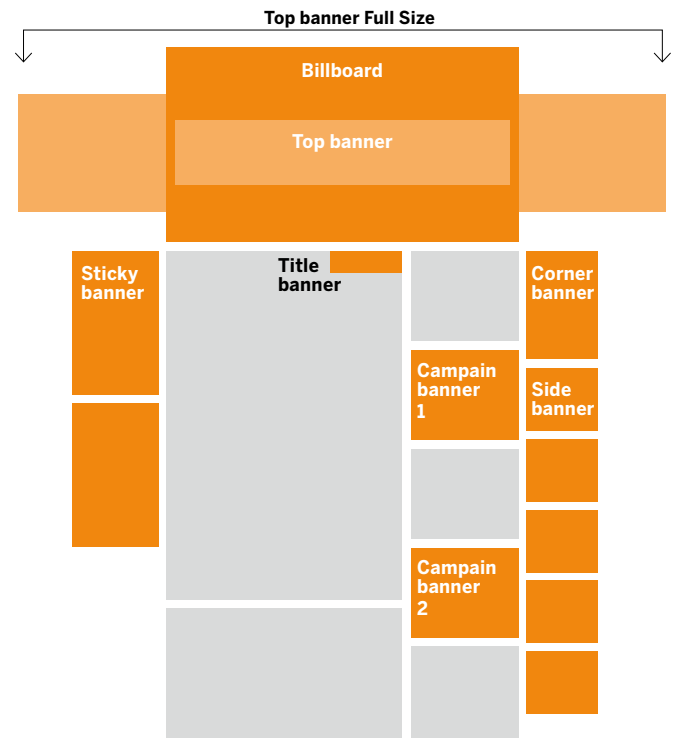 Top banner Full Size
Billboard
Top banner
Sticky
banner
Title
banner
Corner
banner
Campain
banner
1
Side
banner
Campain
banner
2